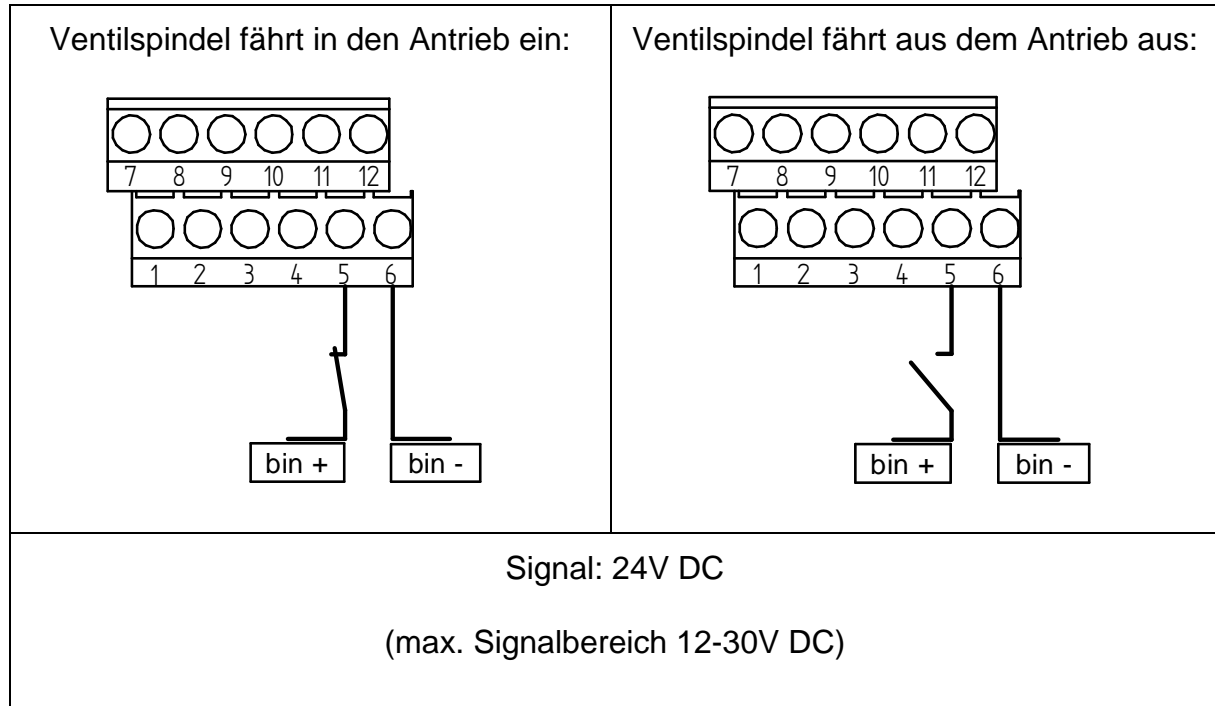 Ventilspindel fährt in den Antrieb ein:
7 8 9 10 11 12
1 2 3 4 5 6
bin + bin -
Ventilspindel fährt aus dem Antrieb aus:
7 8 9 10 11 12
1 2 3 4 5 6
bin + bin -
Signal: 24V DC
(max. Signalbereich 12-30V DC)